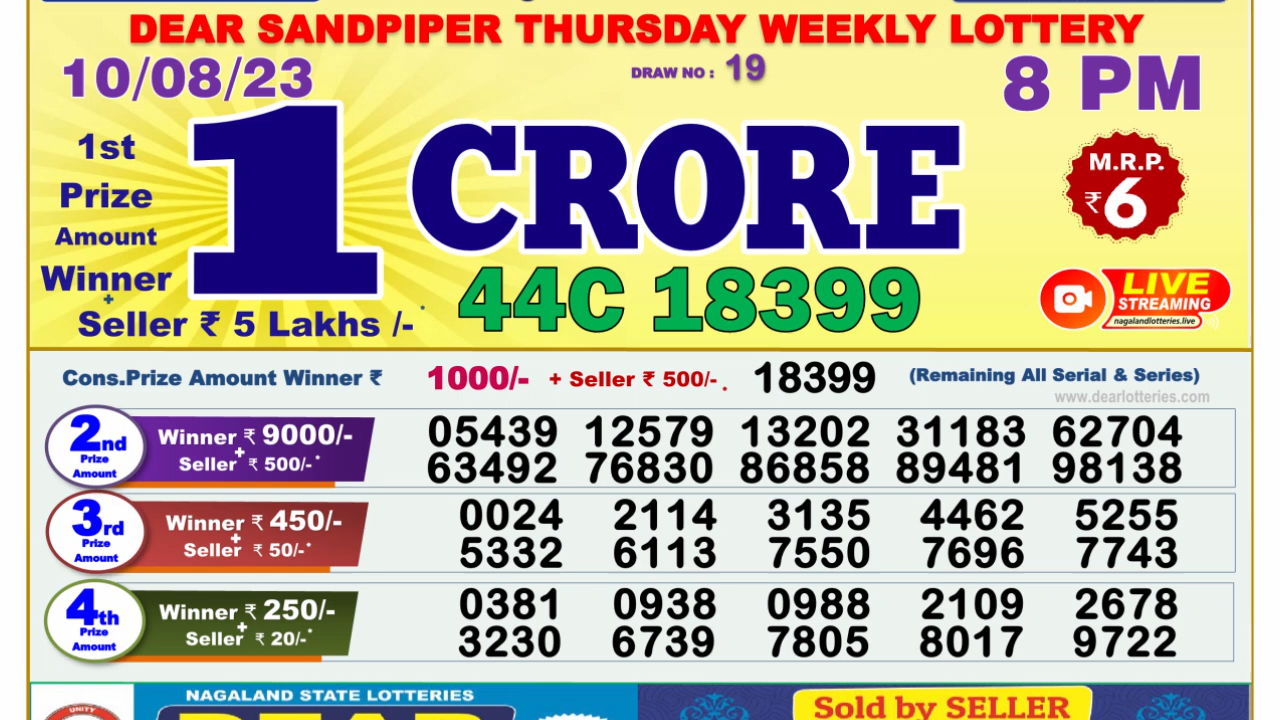 DEAR SANDPIPER THURSDAY WEEKLY LOTTERY
10/08/23
DRAW NO : 19
8 PM
1st
Prize
Amount
Winner
+
Seller ₹ 5 Lakhs /-*
1 CRORE
44C 18399
M.R.P.
₹ 6
LIVE
STREAMING
nagalandlotteries.live
Cons.Prize Amount Winner ₹ 1000/- + Seller ₹ 500/-. 18399 (Remaining All Serial & Series)
www.dearlotteries.com
2nd
Prize
Amount
Winner ₹ 9000/-
+
Seller ₹ 500/-*
05439 12579 13202 31183 62704
63492 76830 86858 89481 98138
3rd
Prize
Amount
Winner ₹ 450/-
+
Seller ₹ 50/-*
0024 2114 3135 4462 5255
5332 6113 7550 7696 7743
4th
Prize
Amount
Winner ₹ 250/-
+
Seller ₹ 20/-*
0381 0938 0988 2109 2678
3230 6739 7805 8017 9722
UNITY
NAGALAND STATE LOTTERIES
DEAR
Sold by SELLER